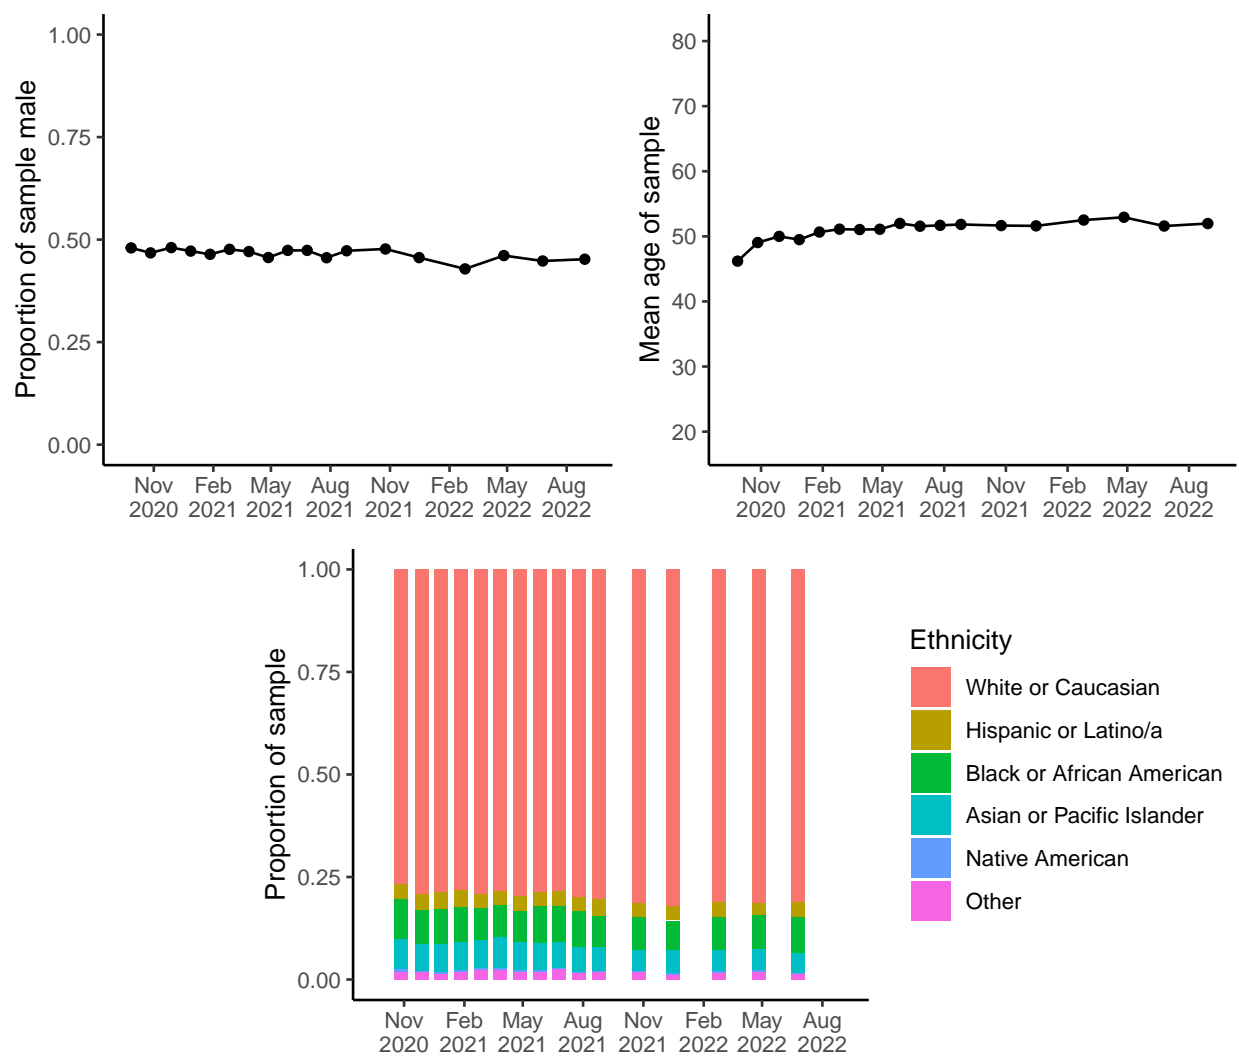 Proportion of sample male
1.00
0.75
0.50
0.25
0.00
Nov Feb May Aug Nov Feb May Aug
2020 2021 2021 2021 2021 2022 2022 2022
Mean age of sample
80
70
60
50
40
30
20
Nov Feb May Aug Nov Feb May Aug
2020 2021 2021 2021 2021 2022 2022 2022
Proportion of sample
1.00
0.75
0.50
0.25
0.00
Nov Feb May Aug Nov Feb May Aug
2020 2021 2021 2021 2021 2022 2022 2022
Ethnicity
White or Caucasian
Hispanic or Latino/a
Black or African American
Asian or Pacific Islander
Native American
Other